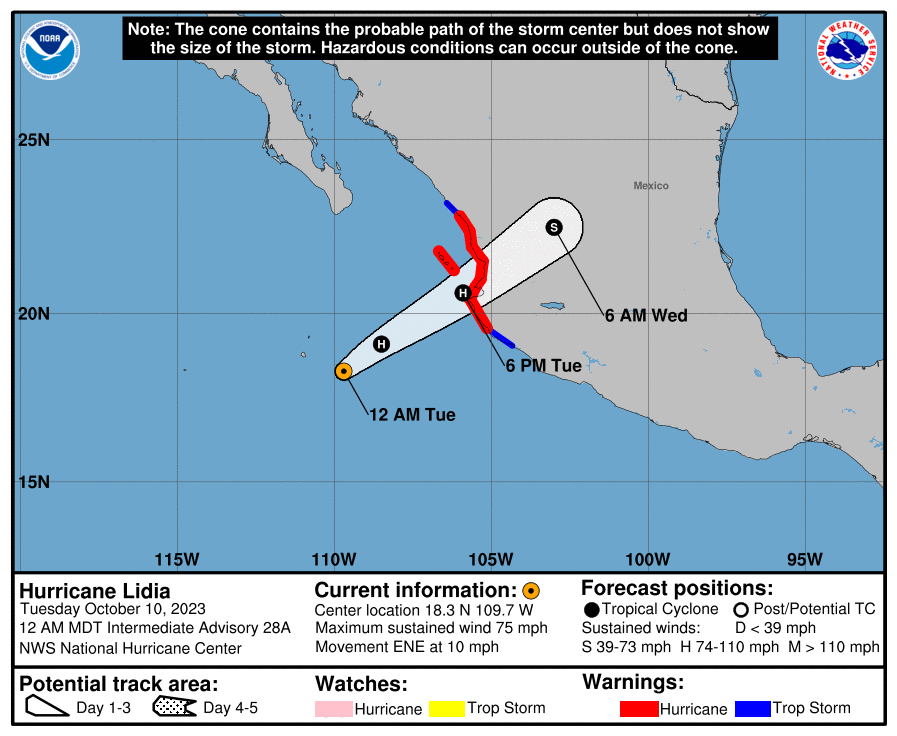 Note: The cone contains the probable path of the storm center but does not show
the size of the storm. Hazardous conditions can occur outside of the cone.
NOAA
NATIONAL WEATHER SERVICE
25N
Mexico
S
20N
H
6 AM Wed
H
6 PM Tue
12 AM Tue
15N
115W 110W 105W 100W 95W
Hurricane Lidia
Tuesday October 10, 2023
12 AM MDT Intermediate Advisory 28A
NWS National Hurricane Center
Current information:
Center location 18.3 N 109.7 W
Maximum sustained wind 75 mph
Movement ENE at 10 mph
Forecast positions:
Tropical Cyclone Post/Potential TC
Sustained winds: D < 39 mph
S 39-73 mph H 74-110 mph M > 110 mph
Potential track area:
Day 1-3 Day 4-5
Watches:
Hurricane Trop Storm
Warnings:
Hurricane Trop Storm